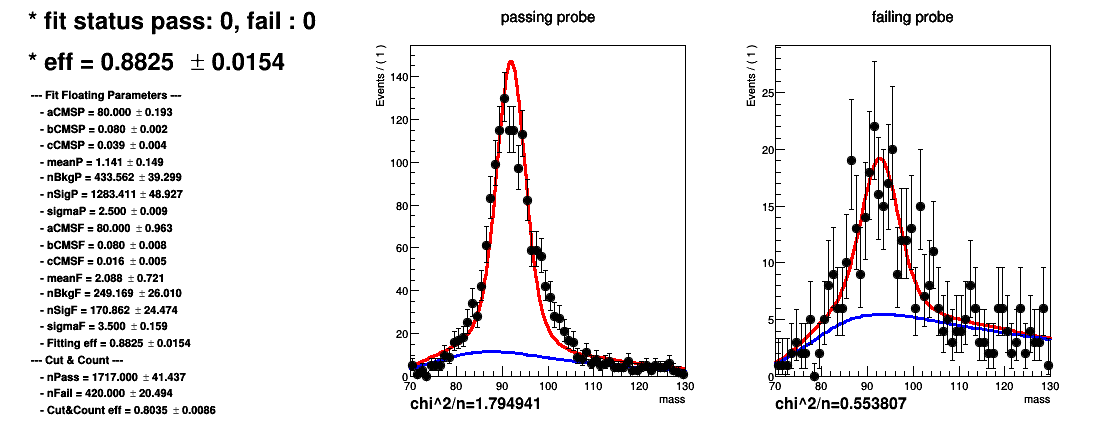 * fit status pass: 0, fail : 0
* eff = 0.8825 ± 0.0154
--- Fit Floating Parameters ---
- aCMSP = 80.000 ± 0.193
- bCMSP = 0.080 ± 0.002
- cCMSP = 0.039 ± 0.004
- meanP = 1.141 ± 0.149
- nBkgP = 433.562 ± 39.299
- nSigP = 1283.411 ± 48.927
- sigmaP = 2.500 ± 0.009
- aCMSF = 80.000 ± 0.963
- bCMSF = 0.080 ± 0.008
- cCMSF = 0.016 ± 0.005
- meanF = 2.088 ± 0.721
- nBkgF = 249.169 ± 26.010
- nSigF = 170.862 ± 24.474
- sigmaF = 3.500 ± 0.159
- Fitting eff = 0.8825 ± 0.0154
--- Cut & Count ---
- nPass = 1717.000 ± 41.437
- nFail = 420.000 ± 20.494
- Cut&Count eff = 0.8035 ± 0.0086
passing probe
Events / ( 1 )
140
120
100
80
60
40
20
0
70 80 90 100 110 120 130
mass
chi^2/n=1.794941
failing probe
Events / ( 1 )
25
20
15
10
5
0
70 80 90 100 110 120 130
mass
chi^2/n=0.553807